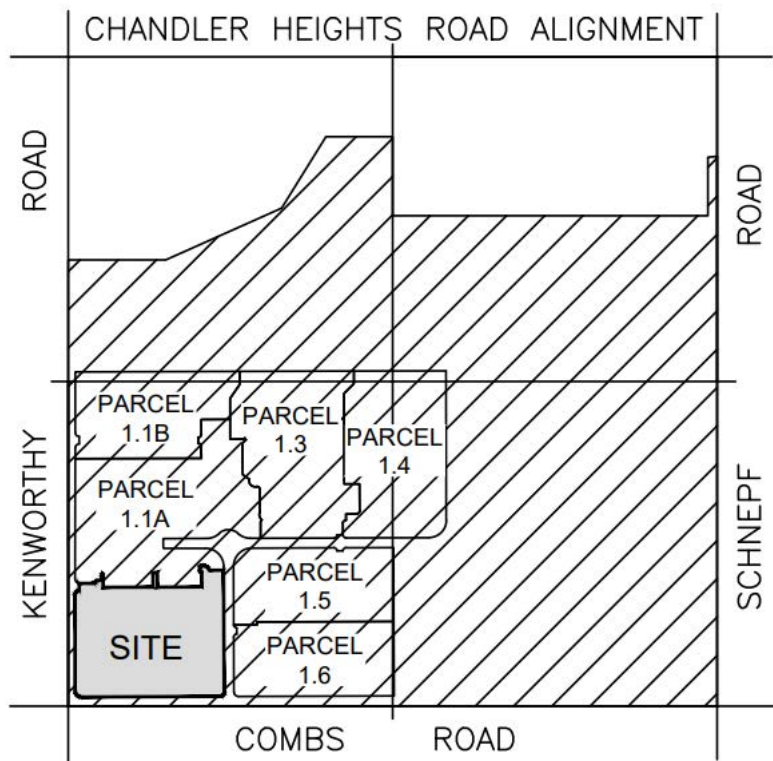 CHANDLER HEIGHTS ROAD ALIGNMENT
ROAD
ROAD
PARCEL
1.1B
PARCEL
1.3
PARCEL
1.4
PARCEL
1.1A
KENWORTHY
SCHNEPF
PARCEL
1.5
SITE
PARCEL
1.6
COMBS ROAD